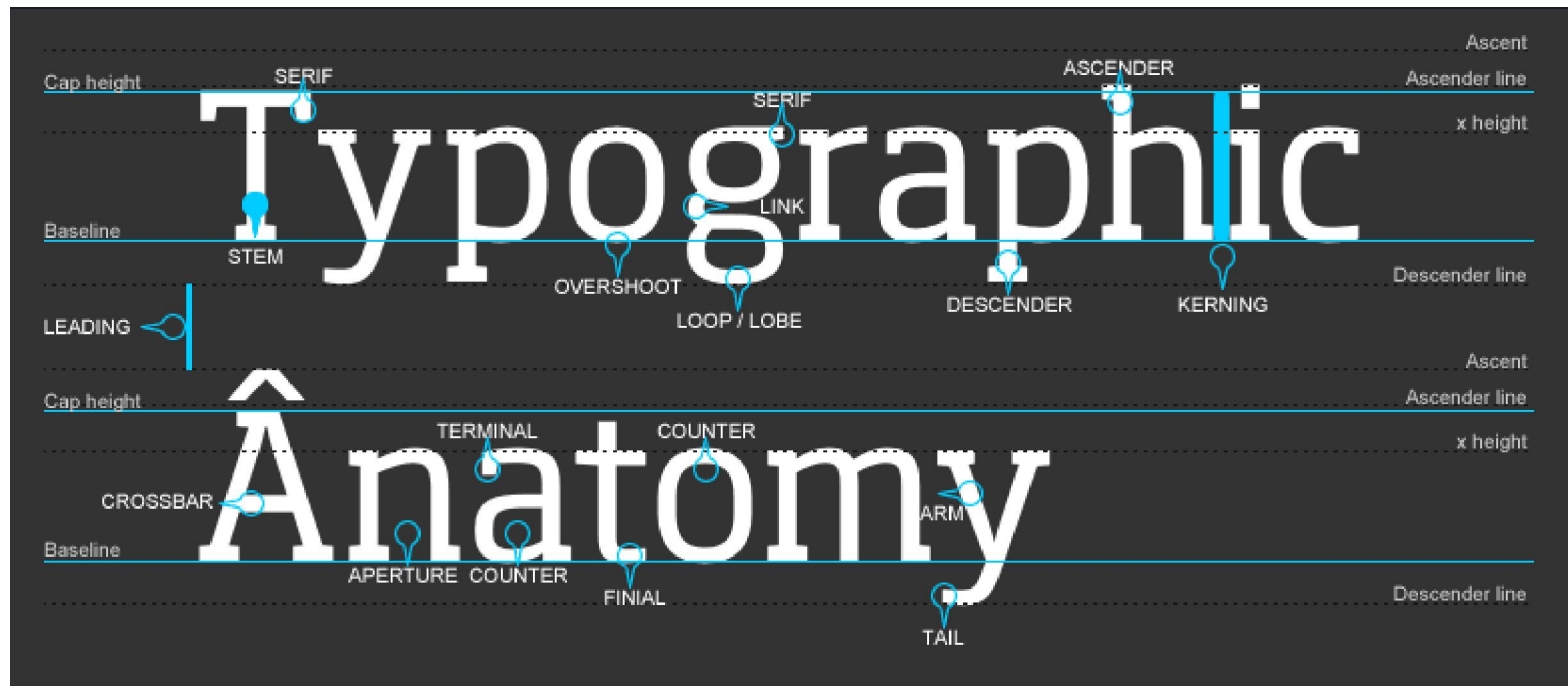 Ascent
Cap height SERIF ASCENDER Ascender line
SERIF
x height
Typographic
LINK
Baseline
STEM
OVERSHOOT Descender line
DESCENDER KERNING
LOOP / LOBE
LEADING
Ascent
Cap height Ascender line
TERMINAL COUNTER
x height
Ânatomy
CROSSBAR
ARM
Baseline
APERTURE COUNTER
FINIAL Descender line
TAIL